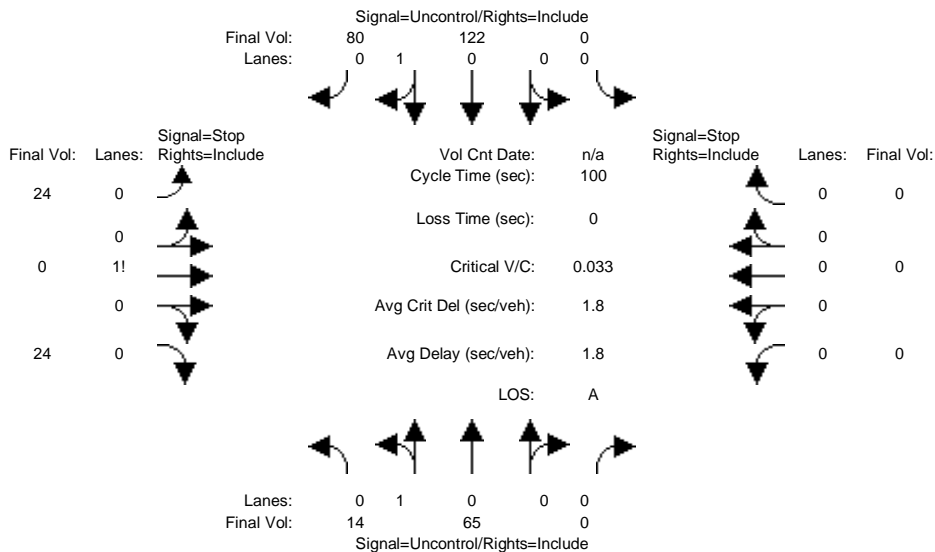 Signal=Uncontrol/Rights=Include
Final Vol: 80 122 0
Lanes: 0 1 0 0 0
Signal=Stop
Final Vol: Lanes: Rights=Include
Vol Cnt Date: n/a
Signal=Stop
Rights=Include Lanes: Final Vol:
Cycle Time (sec): 100
24 0
0 0
Loss Time (sec): 0
0
0
0 1!
Critical V/C: 0.033
0 0
0
Avg Crit Del (sec/veh): 1.8
0
24 0
Avg Delay (sec/veh): 1.8
0 0
LOS: A
Lanes: 0 1 0 0 0
Final Vol: 14 65 0
Signal=Uncontrol/Rights=Include